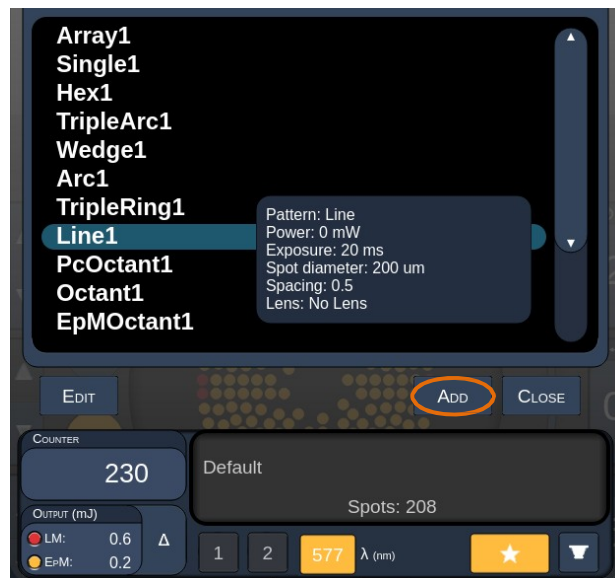 Array1
Single1
Hex1
TripleArc1
Wedge1
Arc1
TripleRing1
Line1
PcOctant1
Octant1
EpMOctant1
Pattern: Line
Power: 0 mW
Exposure: 20 ms
Spot diameter: 200 um
Spacing: 0.5
Lens: No Lens
EDIT
ADD
CLOSE
COUNTER
230
Default
Spots: 208
OUTPUT (mJ)
LM: 0.6
EPM: 0.2
Δ
1 2 577 λ (nm)